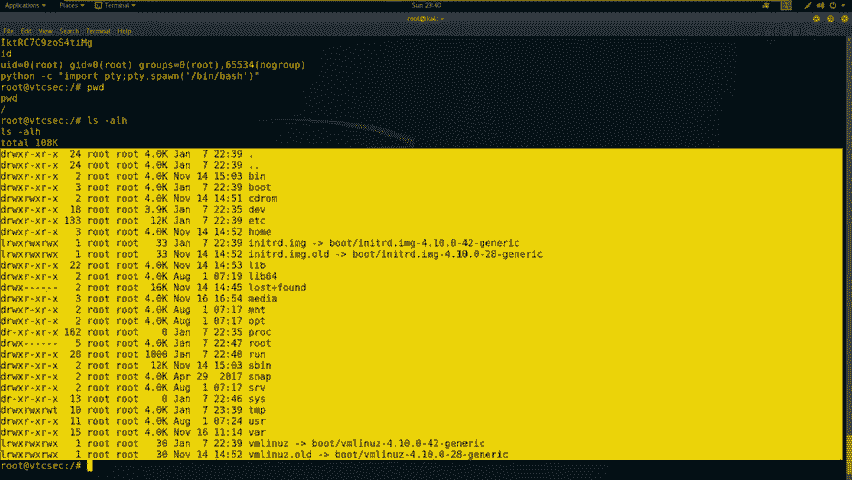 Applications Places Terminal Sun 23:40
root@kali: ~
File Edit View Search Terminal Help
IktRC7C9zoS4tiMg
id
uid=0(root) gid=0(root) groups=0(root),65534(nogroup)
python -c "import pty;pty.spawn('/bin/bash')"
root@vtcsec:/# pwd
pwd
/
root@vtcsec:/# ls -alh
ls -alh
total 108K
drwxr-xr-x 24 root root 4.0K Jan 7 22:39 .
drwxr-xr-x 24 root root 4.0K Jan 7 22:39 ..
drwxr-xr-x 2 root root 4.0K Nov 14 15:03 bin
drwxr-xr-x 3 root root 4.0K Jan 7 22:39 boot
drwxrwxr-x 2 root root 4.0K Nov 14 14:51 cdrom
drwxr-xr-x 18 root root 3.9K Jan 7 22:35 dev
drwxr-xr-x 133 root root 12K Jan 7 22:39 etc
drwxr-xr-x 3 root root 4.0K Nov 14 14:52 home
lrwxrwxrwx 1 root root 33 Jan 7 22:39 initrd.img -> boot/initrd.img-4.10.0-42-generic
lrwxrwxrwx 1 root root 33 Nov 14 14:52 initrd.img.old -> boot/initrd.img-4.10.0-28-generic
drwxr-xr-x 22 root root 4.0K Nov 14 14:53 lib
drwxr-xr-x 2 root root 4.0K Aug 1 07:19 lib64
drwx------ 2 root root 16K Nov 14 14:45 lost+found
drwxr-xr-x 3 root root 4.0K Nov 16 16:54 media
drwxr-xr-x 2 root root 4.0K Aug 1 07:17 mnt
drwxr-xr-x 2 root root 4.0K Aug 1 07:17 opt
dr-xr-xr-x 162 root root 0 Jan 7 22:35 proc
drwx------ 5 root root 4.0K Jan 7 22:47 root
drwxr-xr-x 28 root root 1000 Jan 7 22:40 run
drwxr-xr-x 2 root root 12K Nov 14 15:03 sbin
drwxr-xr-x 2 root root 4.0K Apr 29 2017 snap
drwxr-xr-x 2 root root 4.0K Aug 1 07:17 srv
dr-xr-xr-x 13 root root 0 Jan 7 22:46 sys
drwxrwxrwt 10 root root 4.0K Jan 7 23:39 tmp
drwxr-xr-x 11 root root 4.0K Aug 1 07:24 usr
drwxr-xr-x 15 root root 4.0K Nov 16 11:14 var
lrwxrwxrwx 1 root root 30 Jan 7 22:39 vmlinuz -> boot/vmlinuz-4.10.0-42-generic
lrwxrwxrwx 1 root root 30 Nov 14 14:52 vmlinuz.old -> boot/vmlinuz-4.10.0-28-generic
root@vtcsec:/#